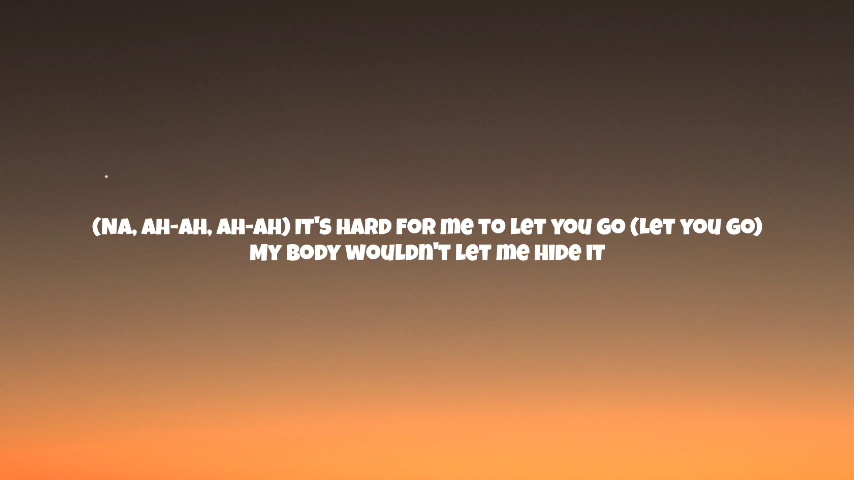 (NA, AH-AH, AH-AH) IT'S HARD FOR ME TO LET YOU GO (LET YOU GO)
MY BODY WOULDN'T LET ME HIDE IT